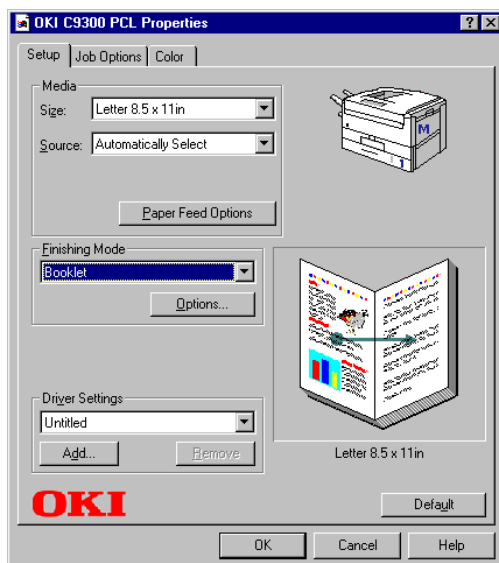 OKI C9300 PCL Properties
Setup Job Options Color
Media
Size: Letter 8.5 x 11in
Source: Automatically Select
Paper Feed Options
M
1
Finishing Mode
Booklet
Options...
Driver Settings
Untitled
Add... Remove
Letter 8.5 x 11in
OKI
Default
OK Cancel Help